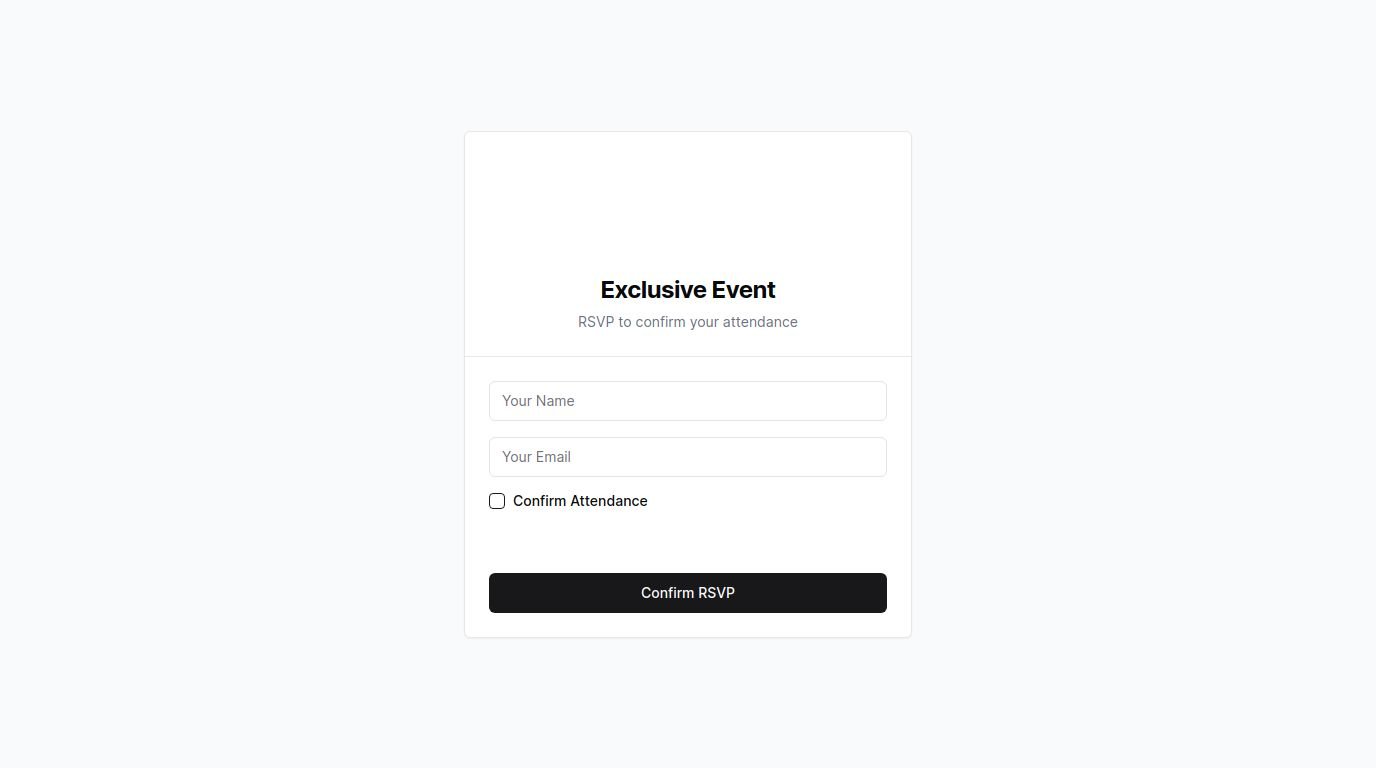 Exclusive Event
RSVP to confirm your attendance
Your Name
Your Email
Confirm Attendance
Confirm RSVP